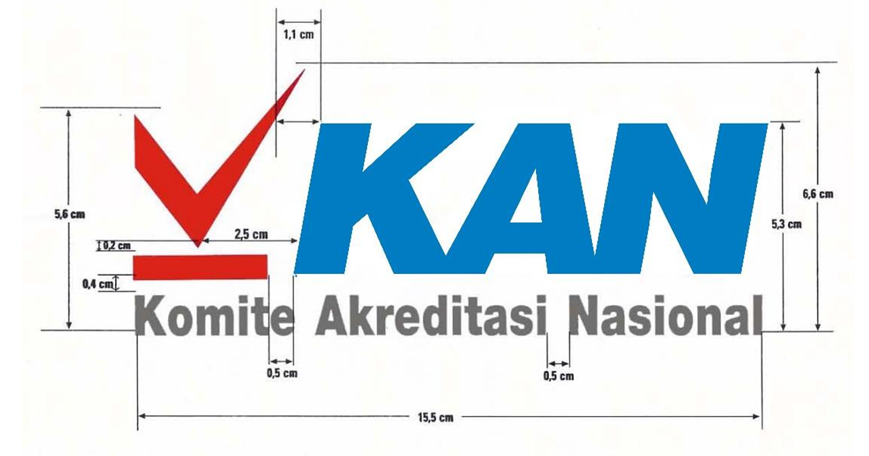 1,1 cm
KAN
5,6 cm
6,6 cm
5,3 cm
2,5 cm
0,2 cm
0,4 cm
Komite Akreditasi Nasional
0,5 cm
0,5 cm
15,5 cm